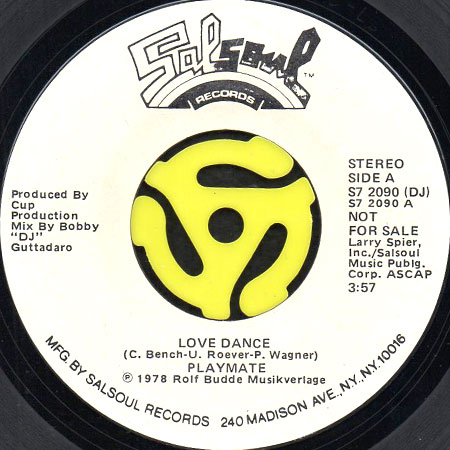 Salsoul
RECORDS
TM
Produced By
Cup
Production
Mix By Bobby
"DJ"
Guttadaro
STEREO
SIDE A
S7 2090 (DJ)
S7 2090 A
NOT
FOR SALE
Larry Spier,
Inc./Salsoul
Music Publg.
Corp. ASCAP
3:57
LOVE DANCE
(C. Bench-U. Roever-P. Wagner)
PLAYMATE
℗ 1978 Rolf Budde Musikverlage
MFG. BY SALSOUL RECORDS 240 MADISON AVE., N.Y., N.Y. 10016